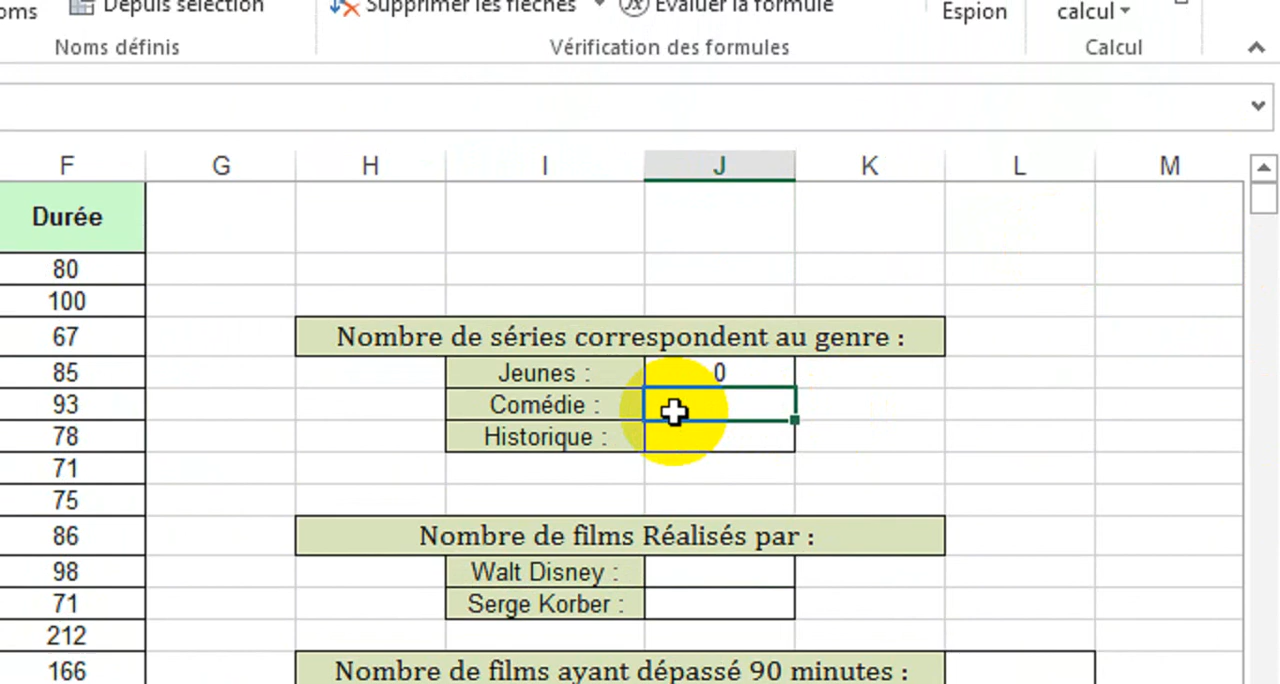 oms
Depuis sélection
Supprimer les flèches
Évaluer la formule
Espion
calcul
Noms définis
Vérification des formules
Calcul
F G H I J K L M
Durée
80
100
67 Nombre de séries correspondent au genre :
85 Jeunes : 0
93 Comédie :
78 Historique :
71
75
86 Nombre de films Réalisés par :
98 Walt Disney :
71 Serge Korber :
212
166 Nombre de films ayant dépassé 90 minutes :